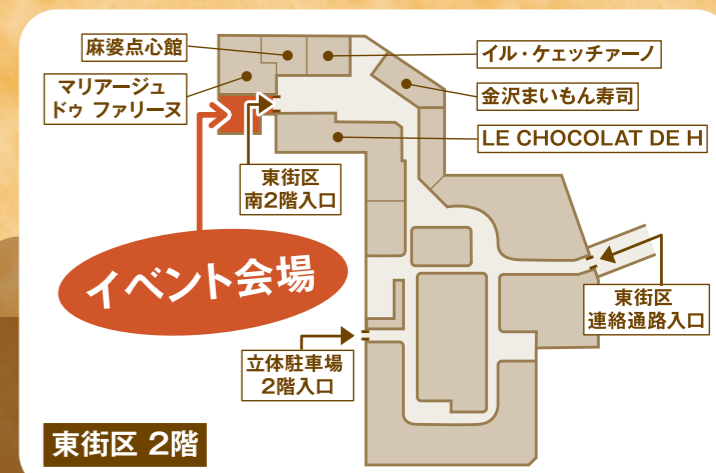 麻婆点心館
イル・ケェッチァーノ
マリアージュ
ドゥ ファリーヌ
金沢まいもん寿司
LE CHOCOLAT DE H
東街区
南2階入口
イベント会場
東街区
連絡通路入口
立体駐車場
2階入口
東街区 2階